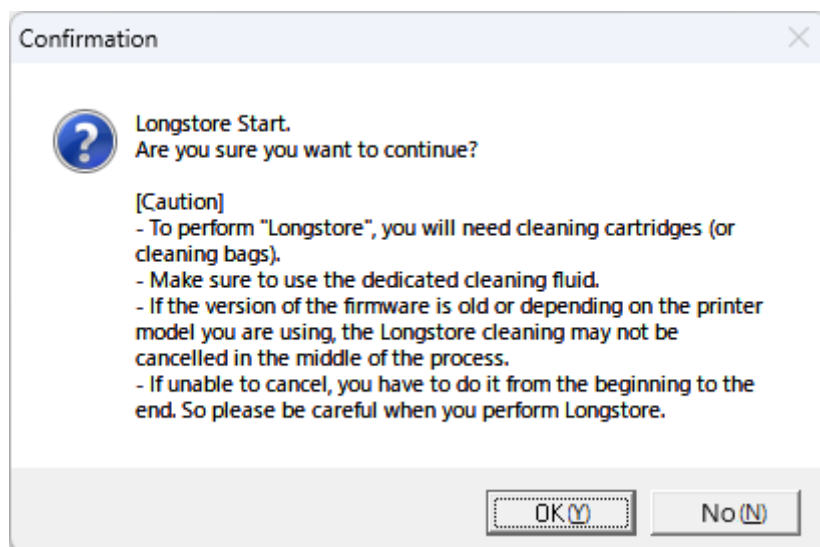 Confirmation
Longstore Start.
Are you sure you want to continue?
[Caution]
- To perform "Longstore", you will need cleaning cartridges (or
cleaning bags).
- Make sure to use the dedicated cleaning fluid.
- If the version of the firmware is old or depending on the printer
model you are using, the Longstore cleaning may not be
cancelled in the middle of the process.
- If unable to cancel, you have to do it from the beginning to the
end. So please be careful when you perform Longstore.
OK(Y) No(N)